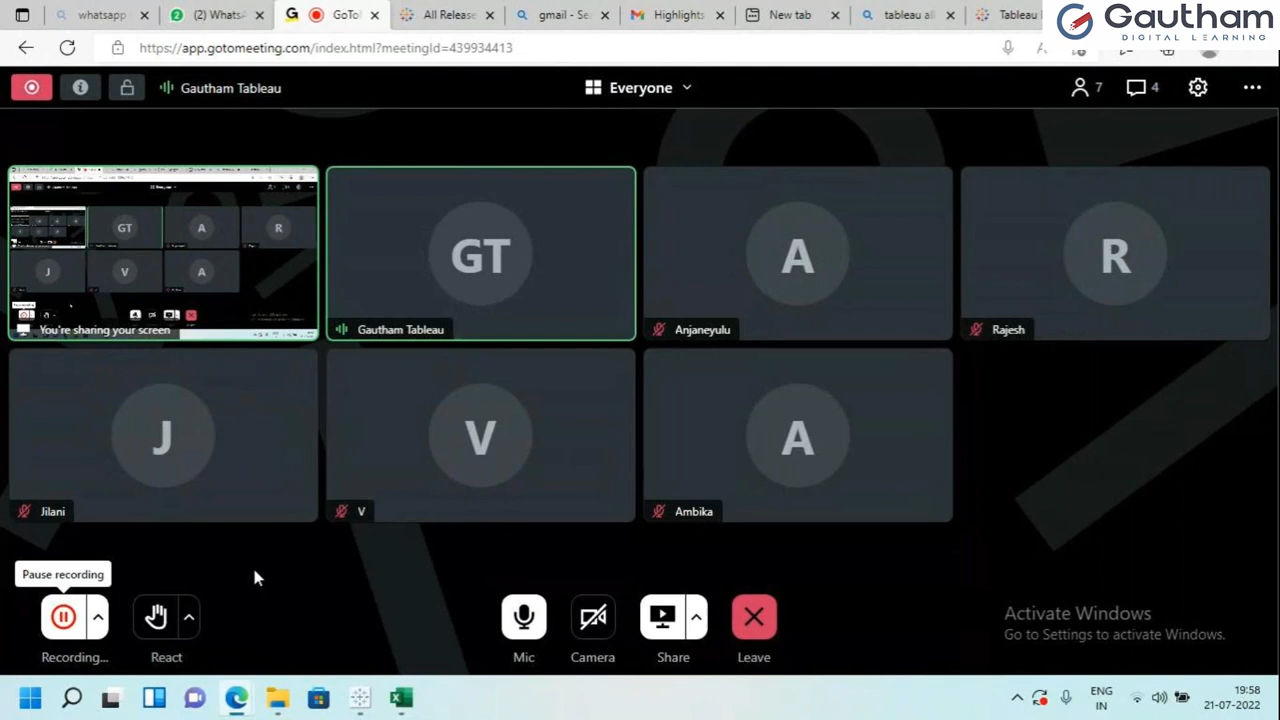 whatsapp
(2) Whats
GoTo
All Release
gmail - Se
Highlights
New tab
tableau al
Tableau
Gautham
DIGITAL LEARNING
https://app.gotomeeting.com/index.html?meetingId=439934413
Gautham Tableau
Everyone
7
4
GT
A
R
J
V
A
You're sharing your screen
GT
Gautham Tableau
A
Anjaneyulu
R
Rajesh
J
Jilani
V
V
A
Ambika
Pause recording
Recording...
React
Mic
Camera
Share
Leave
Activate Windows
Go to Settings to activate Windows.
ENG
IN
19:58
21-07-2022